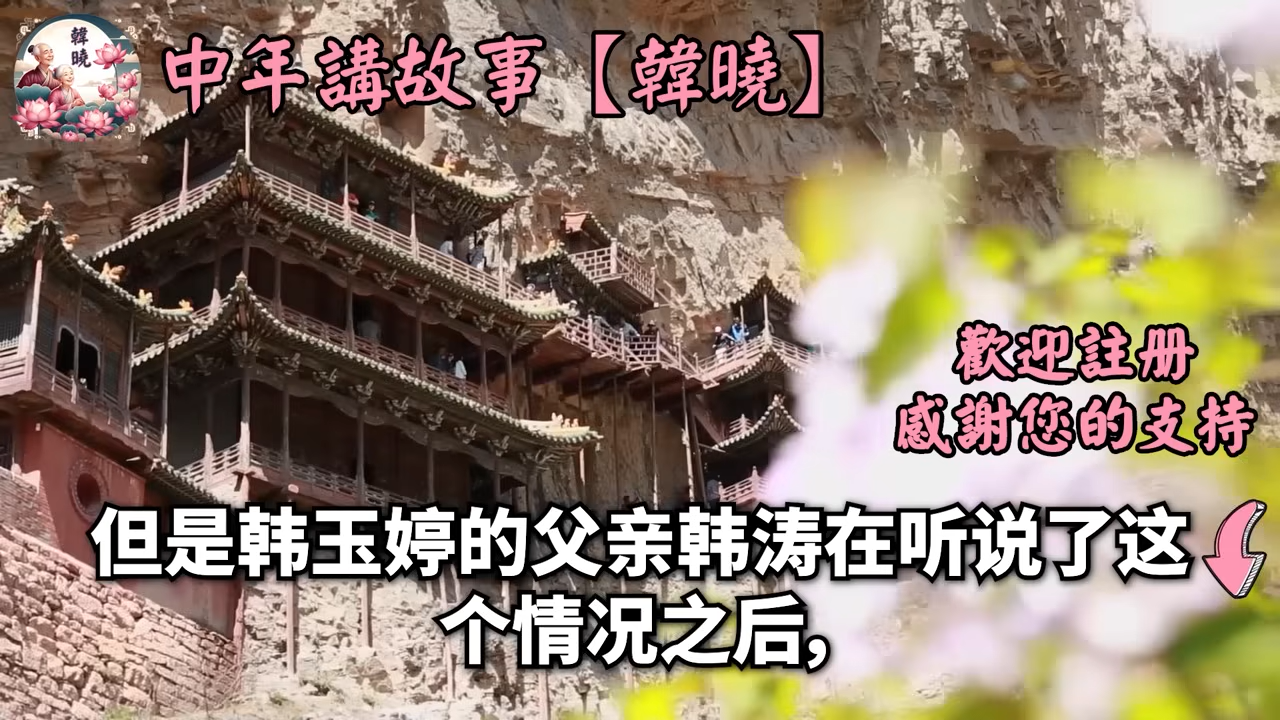 韓
曉
中年講故事【韓曉】
歡迎註册
感謝您的支持
但是韩玉婷的父亲韩涛在听说了这
个情况之后,